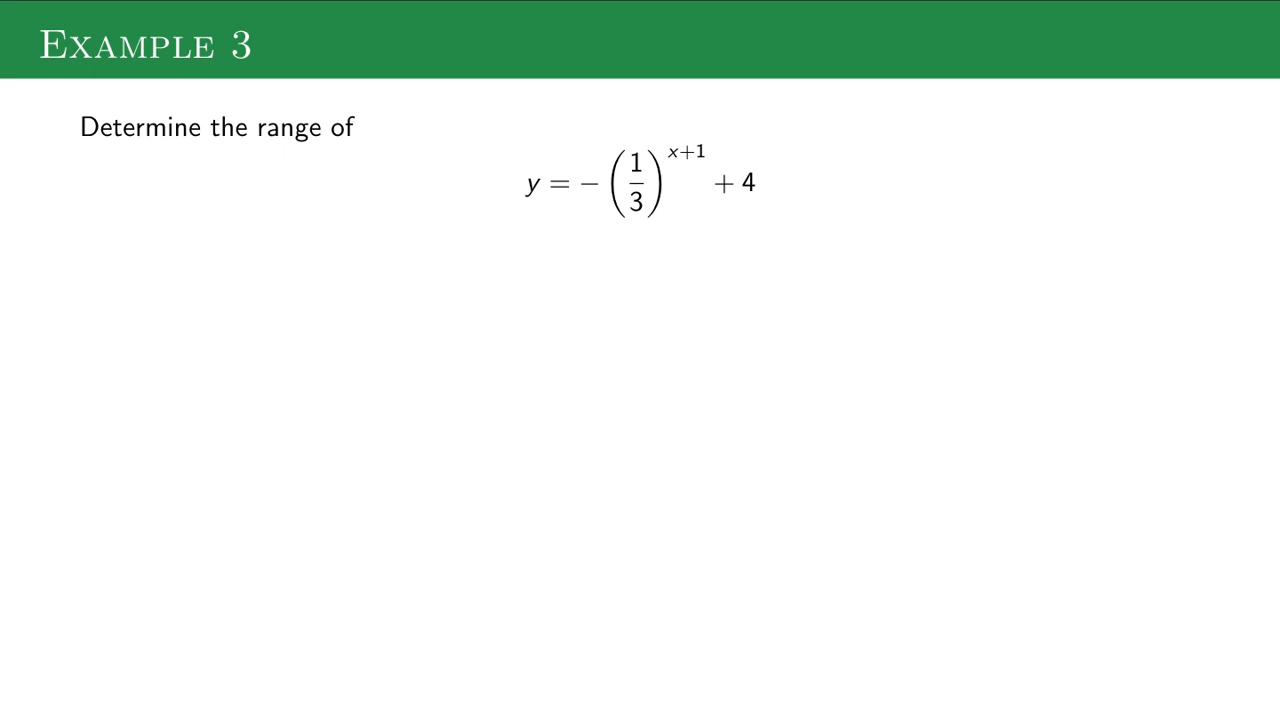 Example 3
Determine the range of
y = − (1/3)^{x+1} + 4